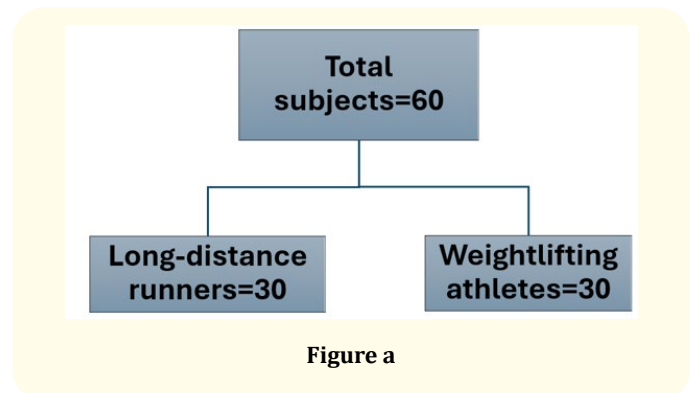 Total
subjects=60
Long-distance
runners=30
Weightlifting
athletes=30
Figure a